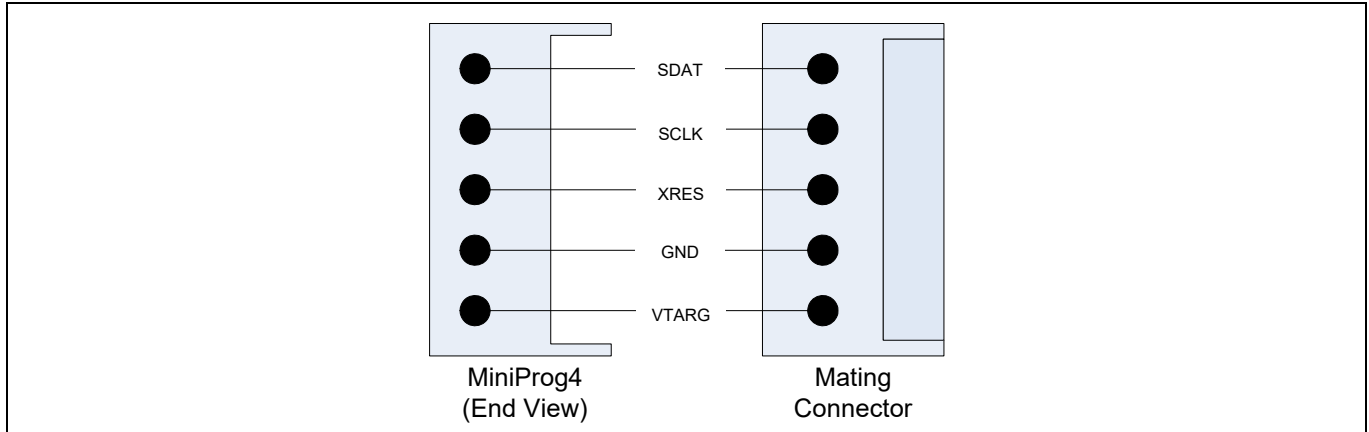 SDAT
SCLK
XRES
GND
VTARG
MiniProg4
(End View)
Mating
Connector